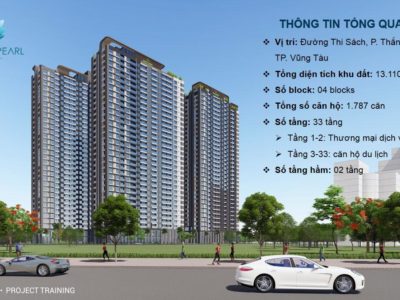 PEARL
THÔNG TIN TỔNG QUA
Vị trí: Đường Thi Sách, P. Thắn
TP. Vũng Tàu
Tổng diện tích khu đất: 13.110
Số block: 04 blocks
Tổng số căn hộ: 1.787 căn
Số tầng: 33 tầng
Tầng 1-2: Thương mại dịch v
Tầng 3-33: căn hộ du lịch
Số tầng hầm: 02 tầng
PROJECT TRAINING